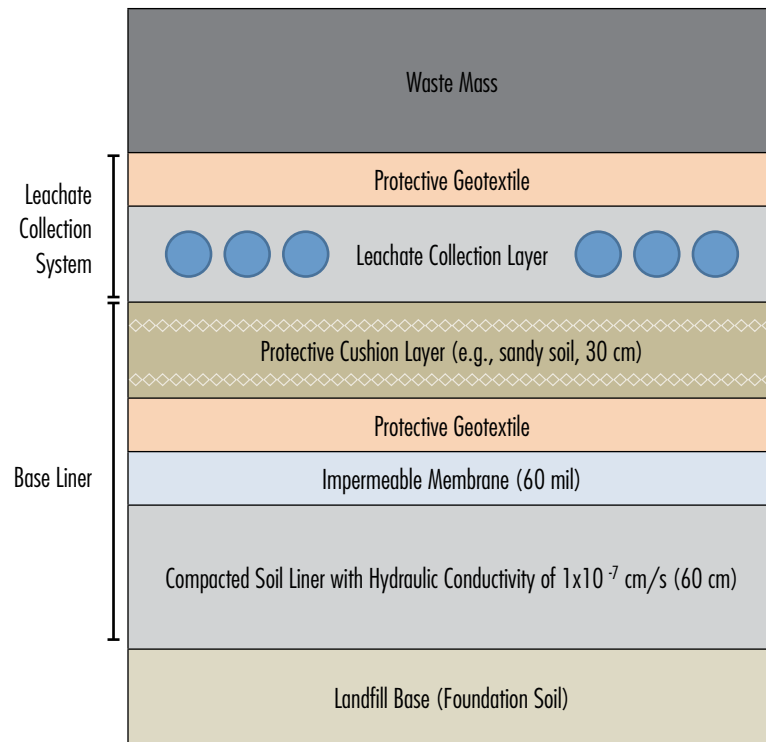 Waste Mass
Leachate
Collection
System
Protective Geotextile
Leachate Collection Layer
Base Liner
Protective Cushion Layer (e.g., sandy soil, 30 cm)
Protective Geotextile
Impermeable Membrane (60 mil)
Compacted Soil Liner with Hydraulic Conductivity of 1x10 ⁻⁷ cm/s (60 cm)
Landfill Base (Foundation Soil)